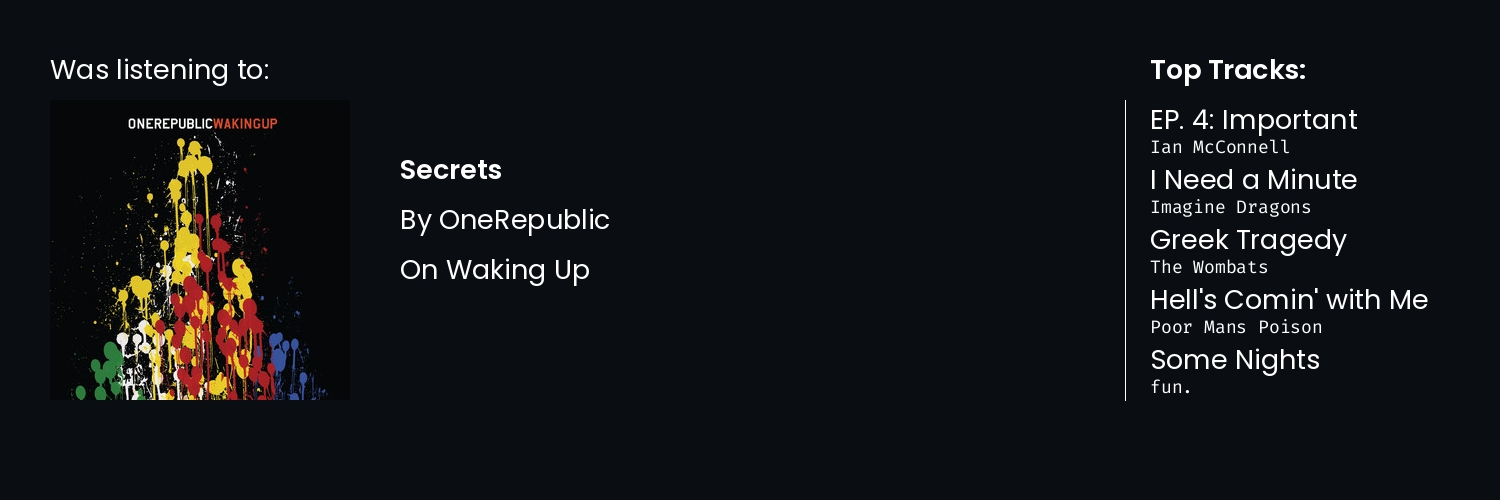 Was listening to:
ONEREPUBLICWAKINGUP
Secrets
By OneRepublic
On Waking Up
Top Tracks:
EP. 4: Important
Ian McConnell
I Need a Minute
Imagine Dragons
Greek Tragedy
The Wombats
Hell's Comin' with Me
Poor Mans Poison
Some Nights
fun.